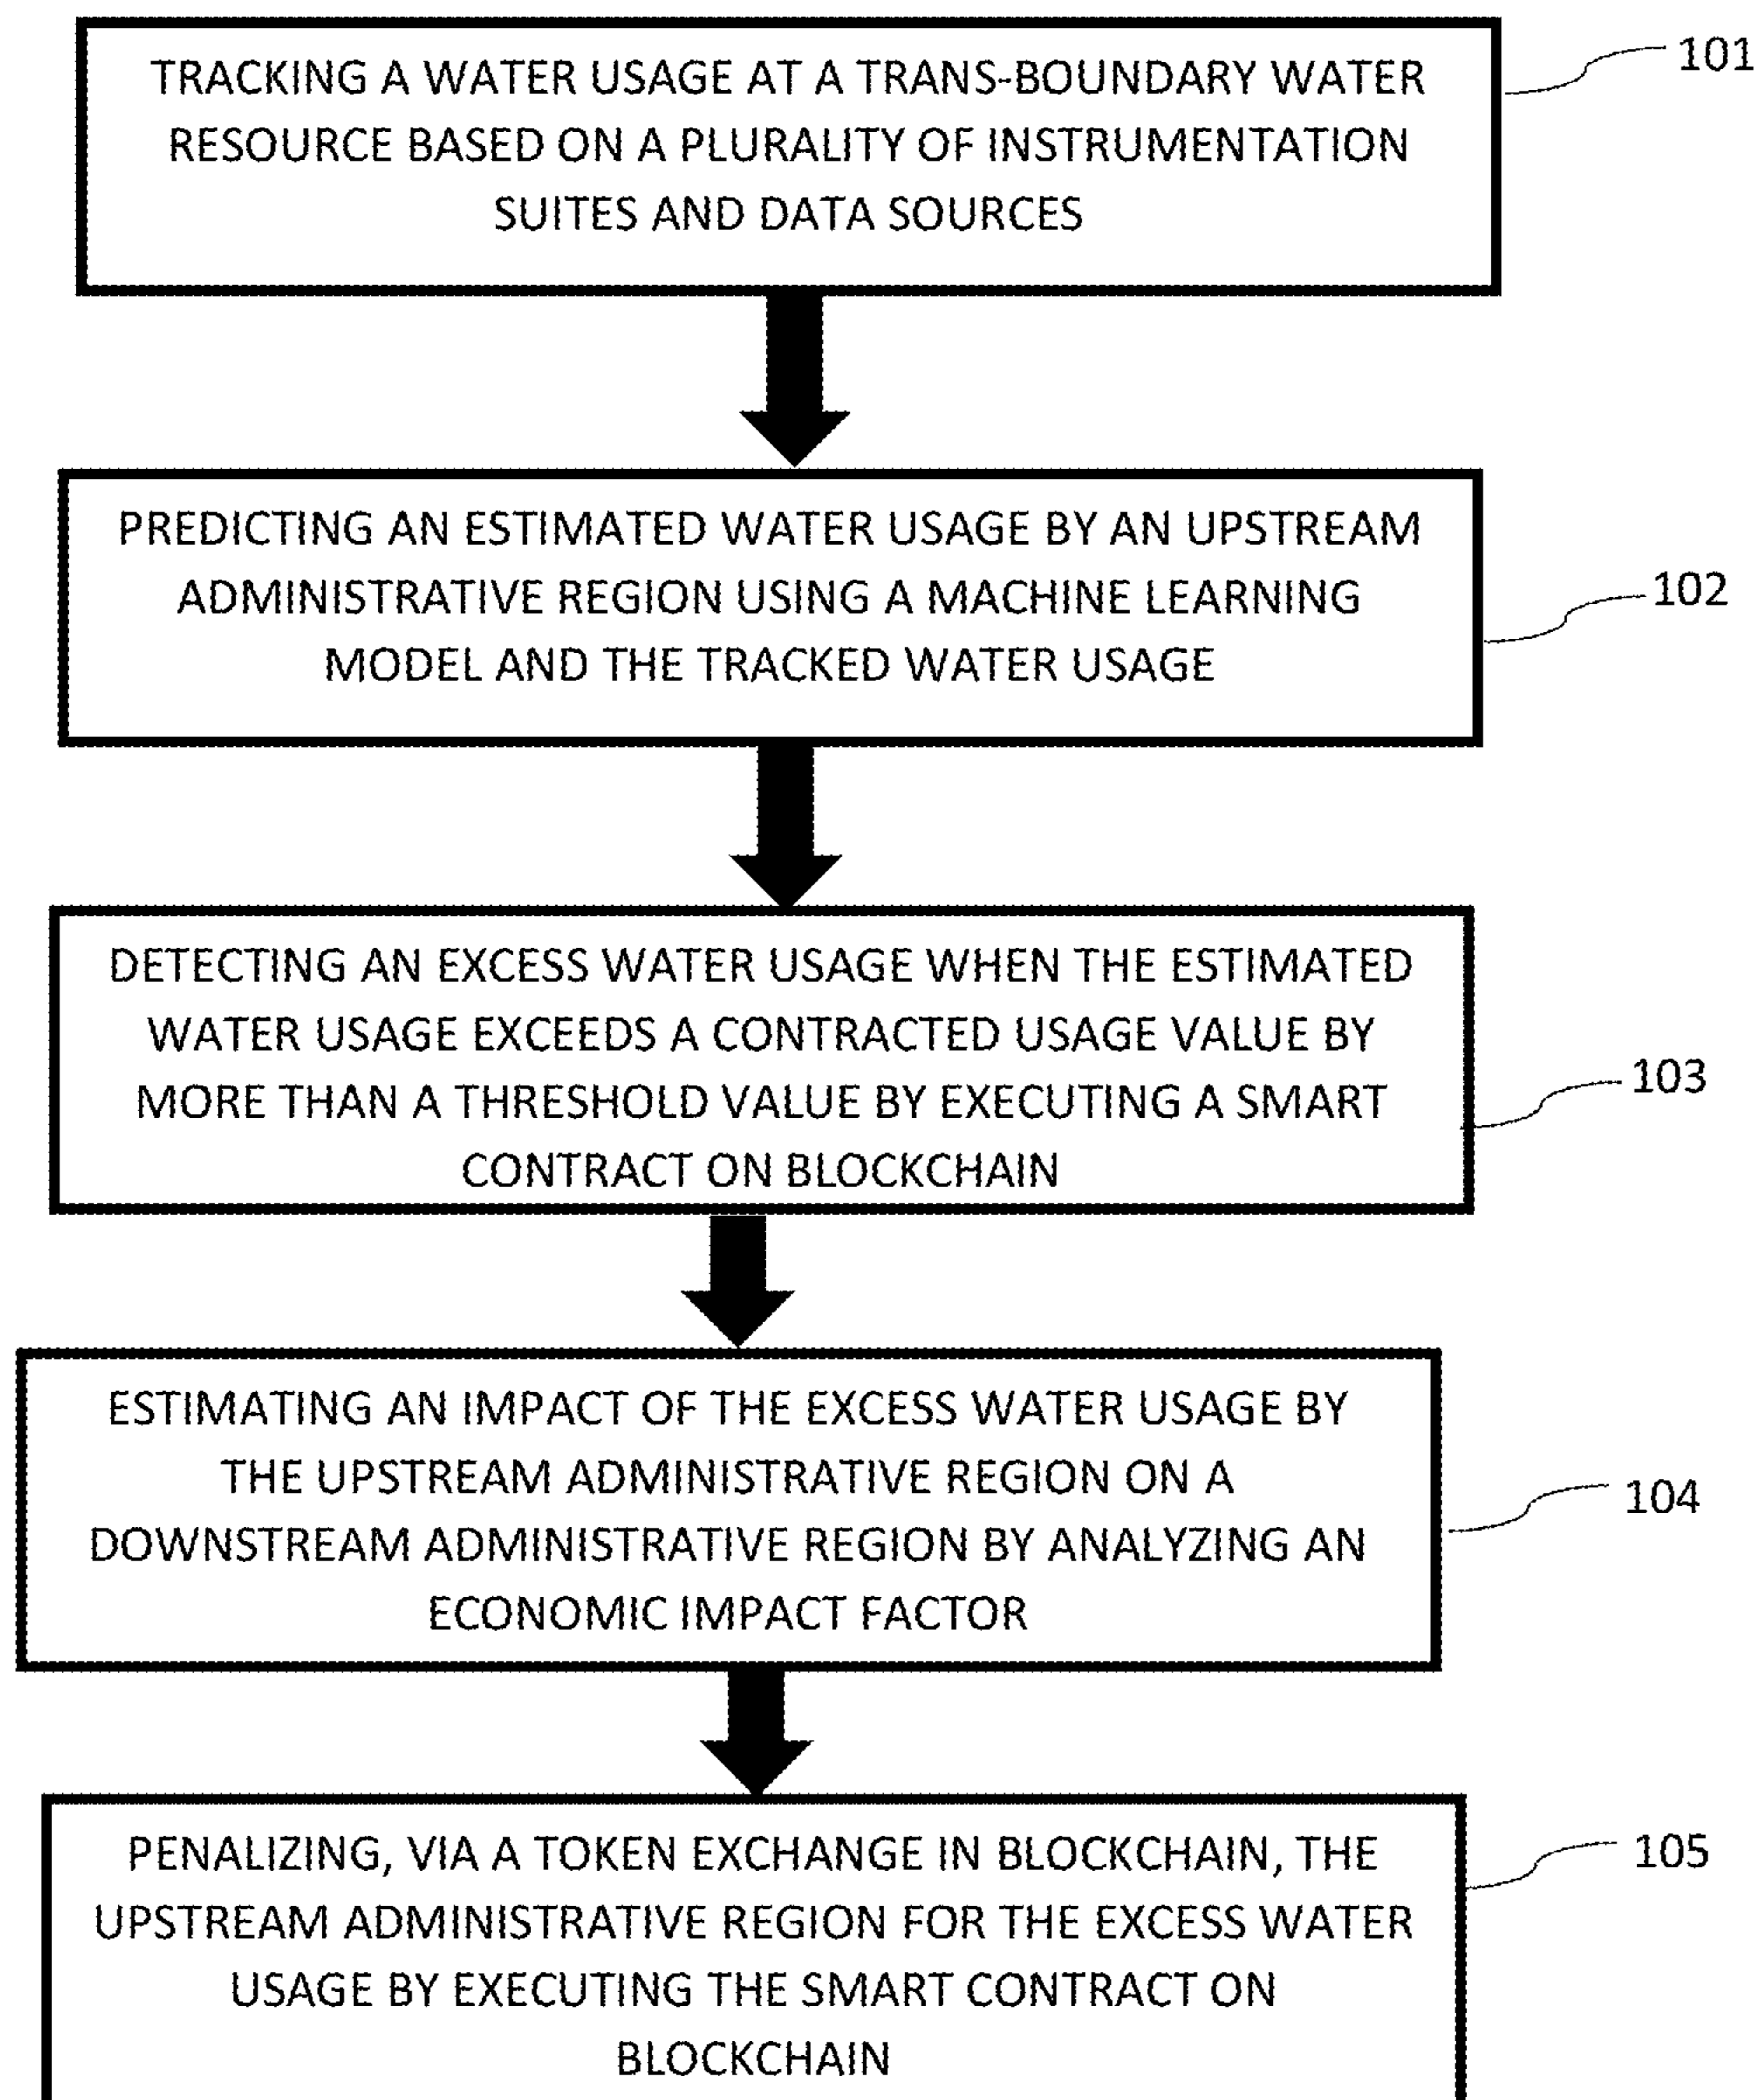 TRACKING A WATER USAGE AT A TRANS-BOUNDARY WATER
RESOURCE BASED ON A PLURALITY OF INSTRUMENTATION
SUITES AND DATA SOURCES
101
PREDICTING AN ESTIMATED WATER USAGE BY AN UPSTREAM
ADMINISTRATIVE REGION USING A MACHINE LEARNING
MODEL AND THE TRACKED WATER USAGE
102
DETECTING AN EXCESS WATER USAGE WHEN THE ESTIMATED
WATER USAGE EXCEEDS A CONTRACTED USAGE VALUE BY
MORE THAN A THRESHOLD VALUE BY EXECUTING A SMART
CONTRACT ON BLOCKCHAIN
103
ESTIMATING AN IMPACT OF THE EXCESS WATER USAGE BY
THE UPSTREAM ADMINISTRATIVE REGION ON A
DOWNSTREAM ADMINISTRATIVE REGION BY ANALYZING AN
ECONOMIC IMPACT FACTOR
104
PENALIZING, VIA A TOKEN EXCHANGE IN BLOCKCHAIN, THE
UPSTREAM ADMINISTRATIVE REGION FOR THE EXCESS WATER
USAGE BY EXECUTING THE SMART CONTRACT ON
BLOCKCHAIN
105